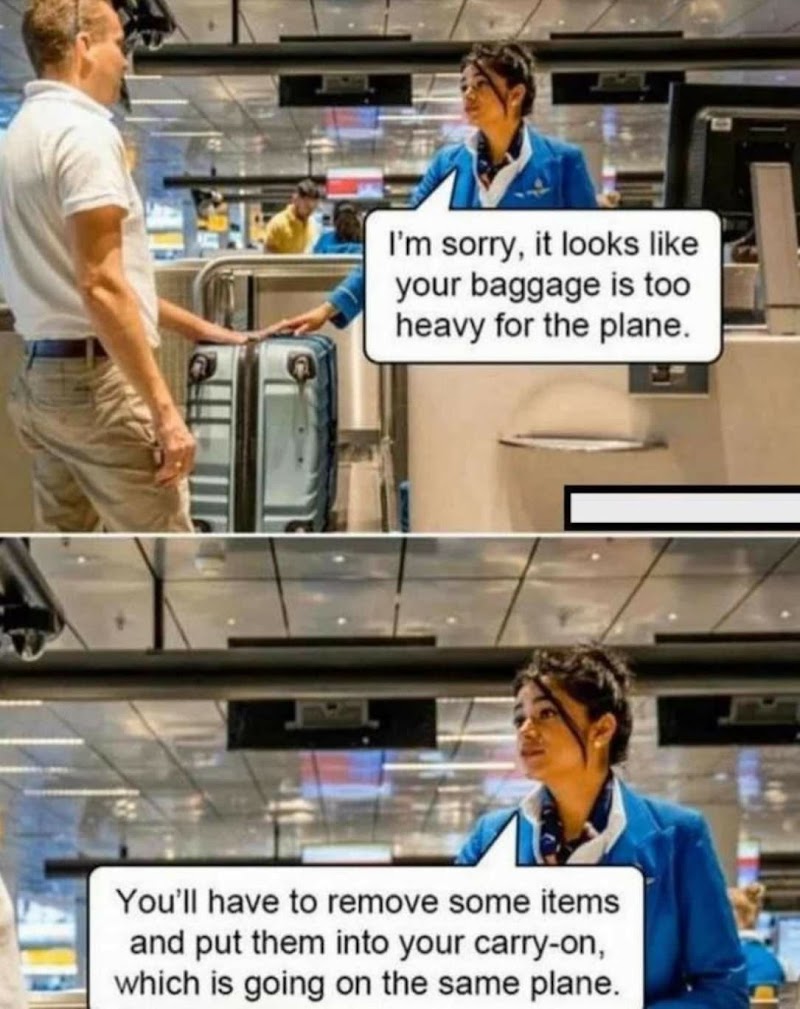 I'm sorry, it looks like
your baggage is too
heavy for the plane.
You'll have to remove some items
and put them into your carry-on,
which is going on the same plane.